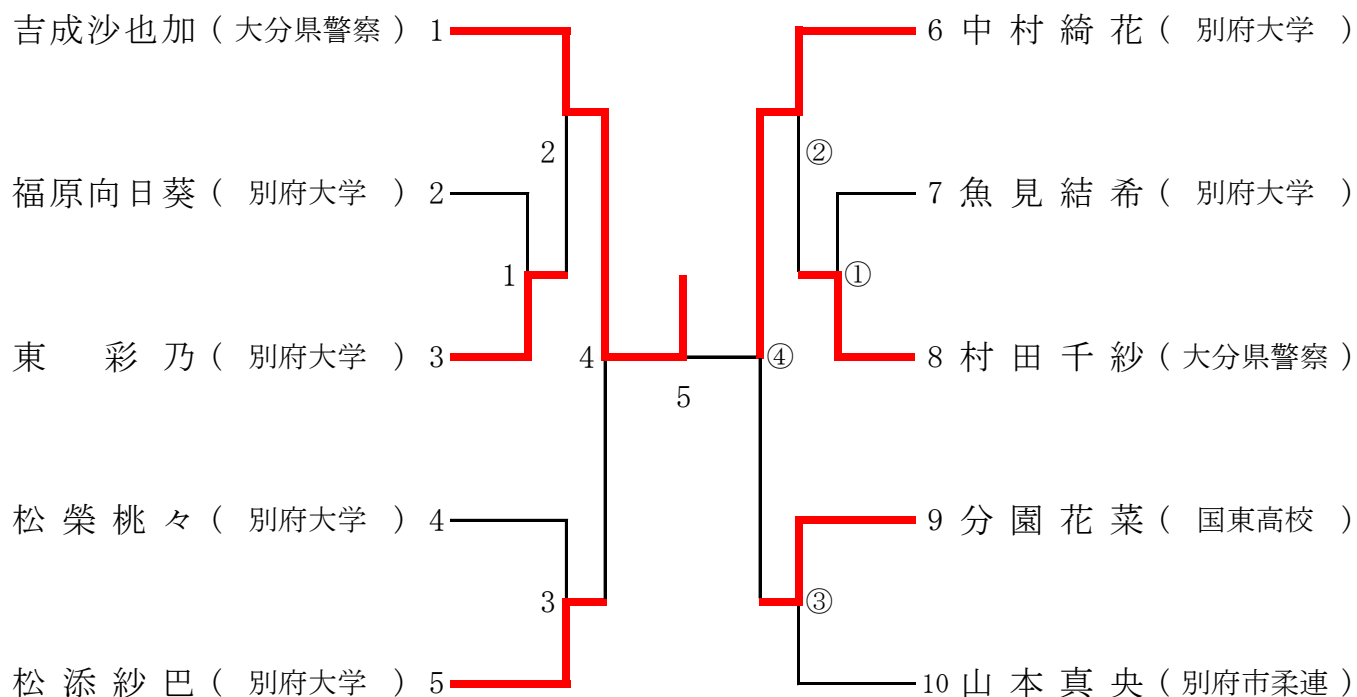 吉成沙也加 ( 大分県警察 ) 1
6 中村綺花 ( 別府大学 )
2
②
福原向日葵 ( 別府大学 ) 2
7 魚見結希 ( 別府大学 )
1
①
東 彩乃 ( 別府大学 ) 3
4
④
8 村田千紗 ( 大分県警察 )
5
松榮桃々 ( 別府大学 ) 4
9 分園花菜 ( 国東高校 )
3
③
松添紗巴 ( 別府大学 ) 5
10 山本真央 ( 別府市柔連 )